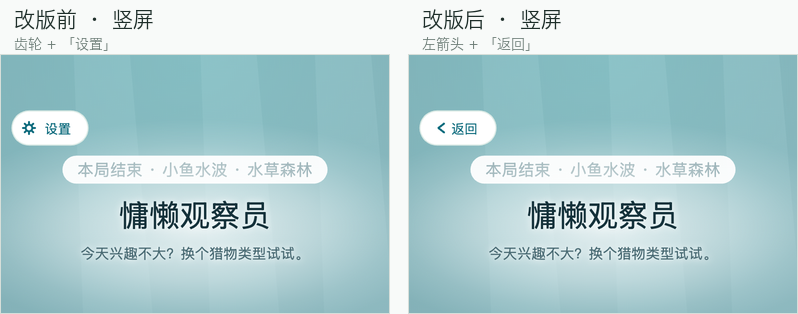 改版前 · 竖屏
齿轮 + 「设置」
设置
本局结束 · 小鱼水波 · 水草森林
慵懒观察员
今天兴趣不大？换个猎物类型试试。
改版后 · 竖屏
左箭头 + 「返回」
返回
本局结束 · 小鱼水波 · 水草森林
慵懒观察员
今天兴趣不大？换个猎物类型试试。